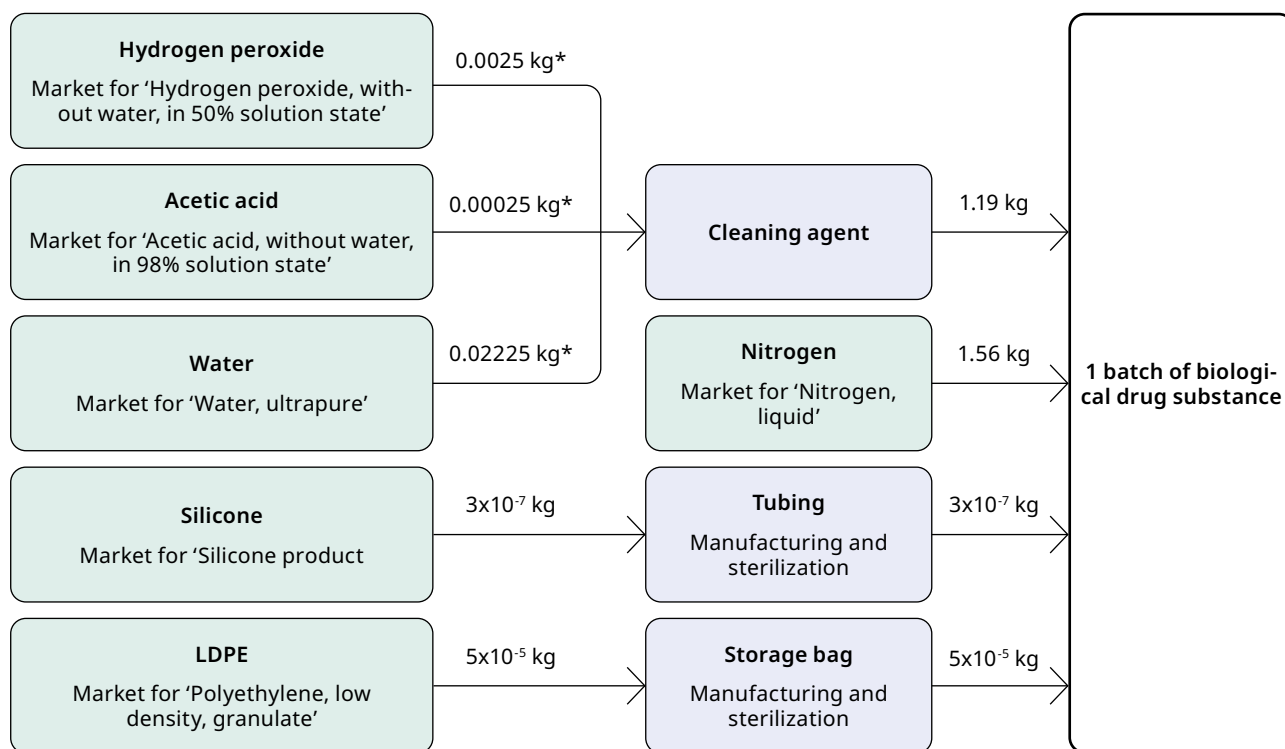 Hydrogen peroxide
Market for ‘Hydrogen peroxide, with-
out water, in 50% solution state’
0.0025 kg*
Acetic acid
Market for ‘Acetic acid, without water,
in 98% solution state’
0.00025 kg*
Cleaning agent
1.19 kg
Water
Market for ‘Water, ultrapure’
0.02225 kg*
Nitrogen
Market for ‘Nitrogen,
liquid’
1.56 kg
1 batch of biologi-
cal drug substance
Silicone
Market for ‘Silicone product
3x10⁻⁷ kg
Tubing
Manufacturing and
sterilization
3x10⁻⁷ kg
LDPE
Market for ‘Polyethylene, low
density, granulate’
5x10⁻⁵ kg
Storage bag
Manufacturing and
sterilization
5x10⁻⁵ kg